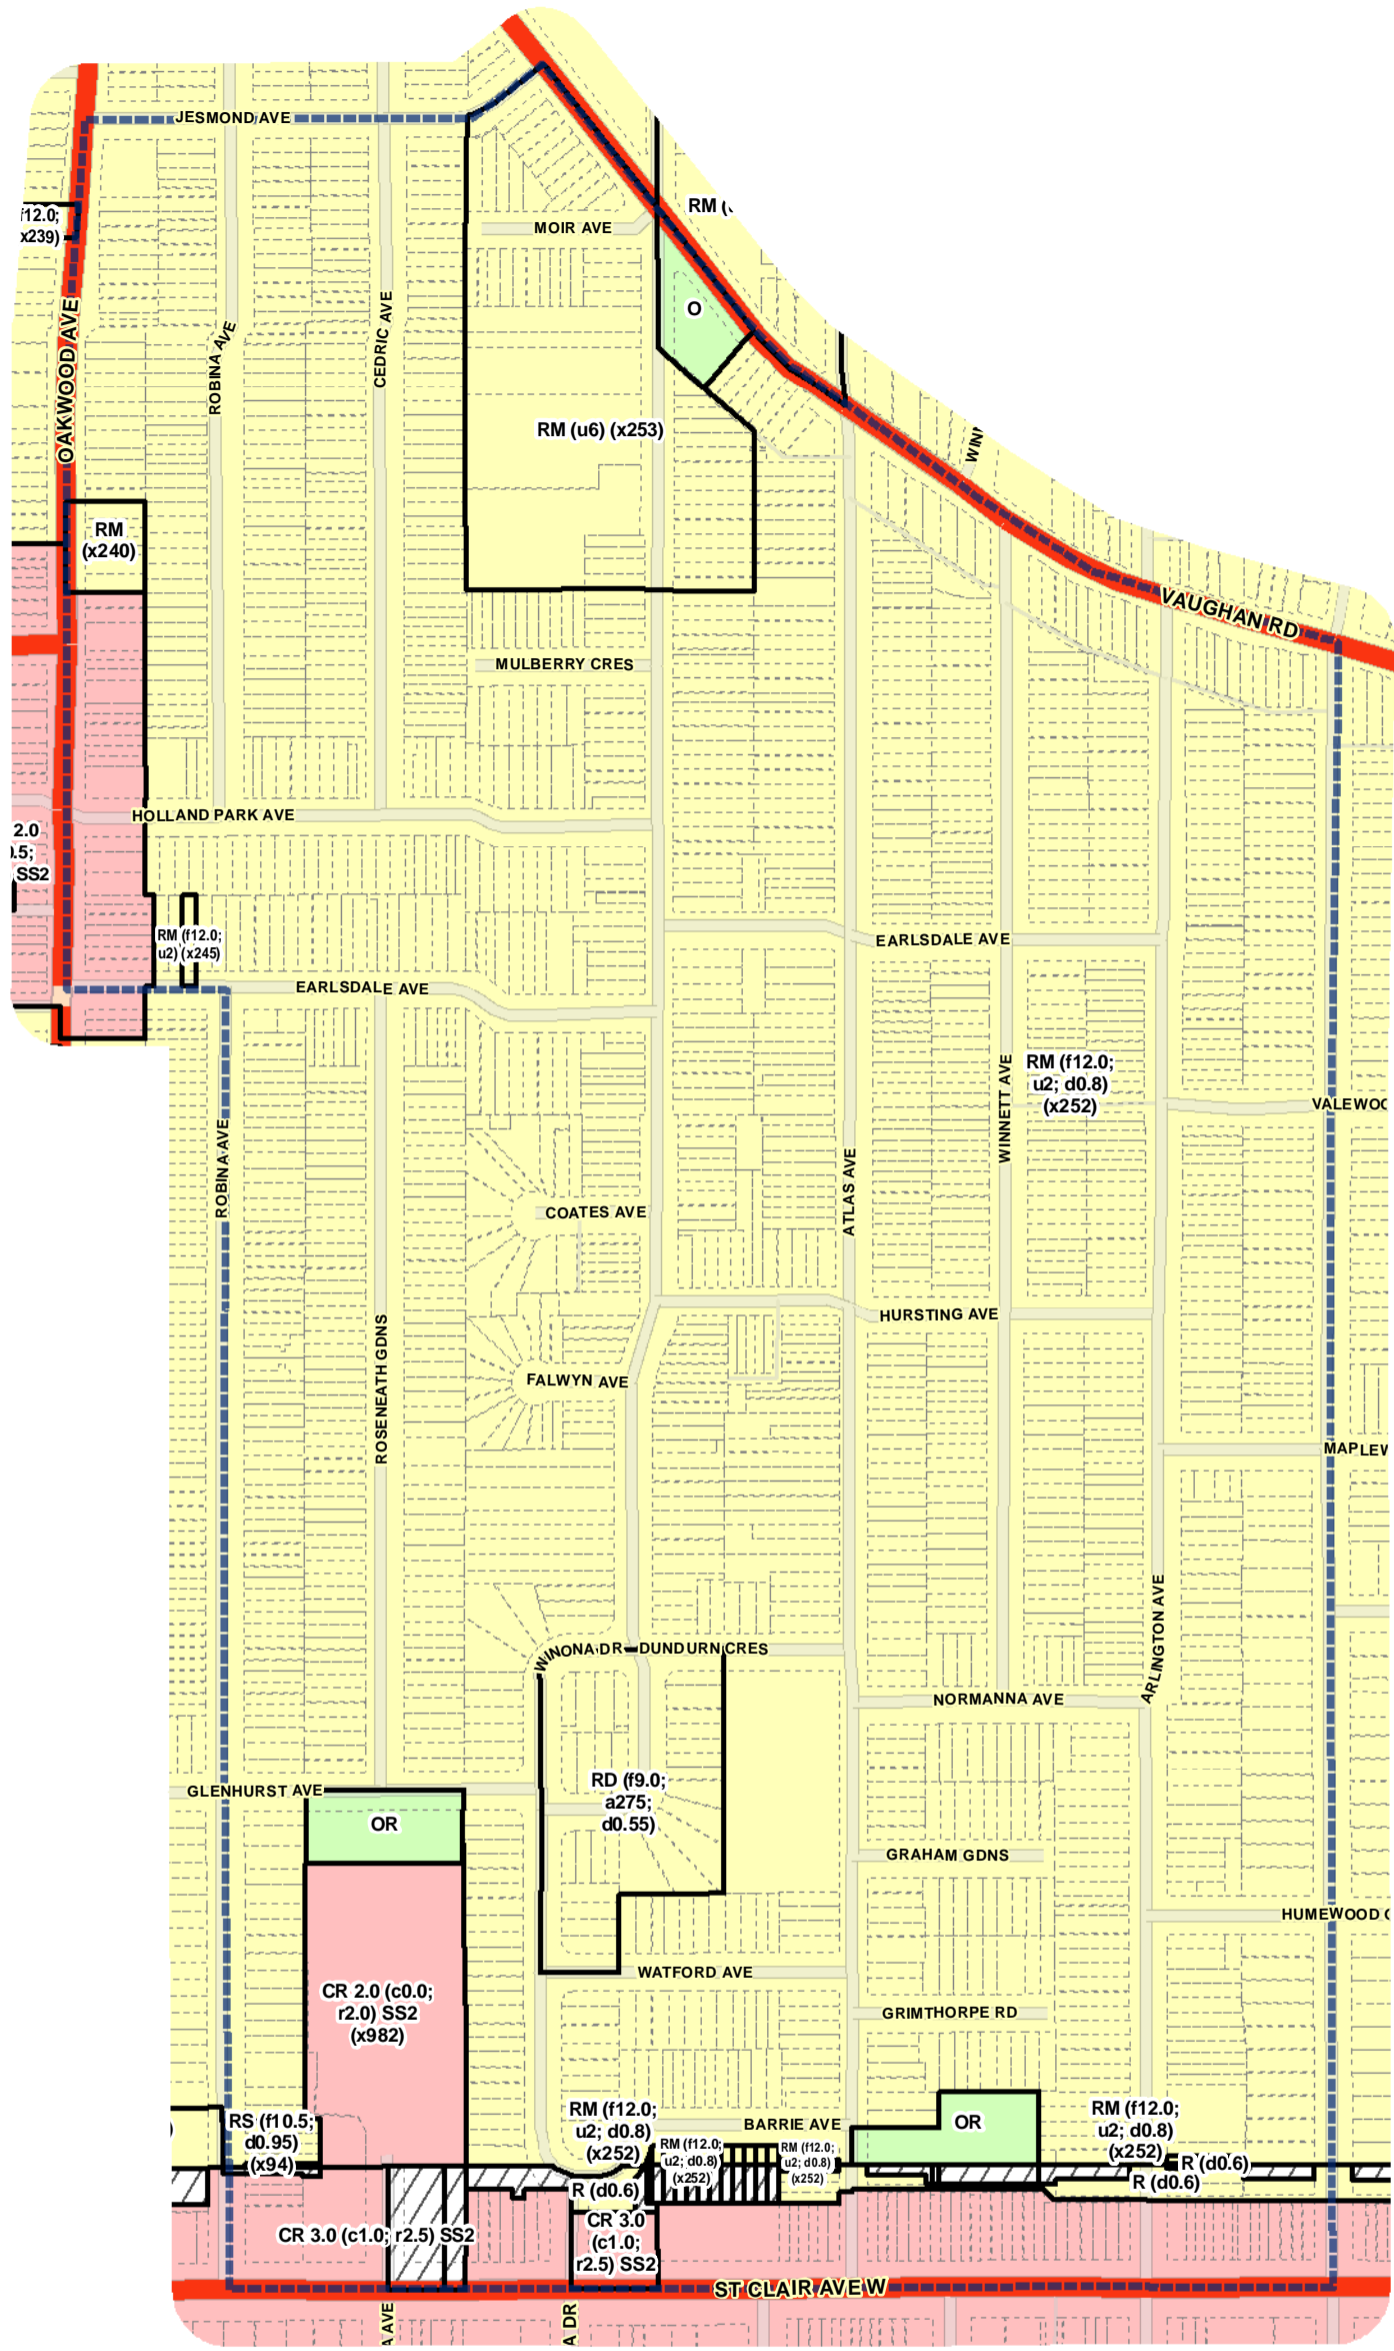 JESMOND AVE
f12.0;
x239)
RM (
MOIR AVE
O
OAKWOOD AVE
ROBINA AVE
CEDRIC AVE
RM (u6) (x253)
WINN
RM
(x240)
VAUGHAN RD
MULBERRY CRES
HOLLAND PARK AVE
2.0
0.5;
SS2
RM (f12.0;
u2) (x245)
EARLSDALE AVE
EARLSDALE AVE
RM (f12.0;
u2; d0.8)
(x252)
WINNETT AVE
VALEWOO
ROBINA AVE
ATLAS AVE
COATES AVE
HURSTING AVE
ROSENEATH GDNS
FALWYN AVE
MAPLEW
ARLINGTON AVE
WINONA DR
DUNDURN CRES
NORMANNA AVE
GLENHURST AVE
RD (f9.0;
a275;
d0.55)
OR
GRAHAM GDNS
HUMEWOOD
WATFORD AVE
CR 2.0 (c0.0;
r2.0) SS2
(x982)
GRIMTHORPE RD
RS (f10.5;
d0.95)
(x94)
)
RM (f12.0;
u2; d0.8)
(x252)
BARRIE AVE
OR
RM (f12.0;
u2; d0.8)
(x252)
RM (f12.0;
u2; d0.8)
(x252)
RM (f12.0;
u2; d0.8)
(x252)
R (d0.6)
R (d0.6)
R (d0.6)
CR 3.0 (c1.0; r2.5) SS2
CR 3.0
(c1.0;
r2.5) SS2
ST CLAIR AVE W
A AVE
A DR